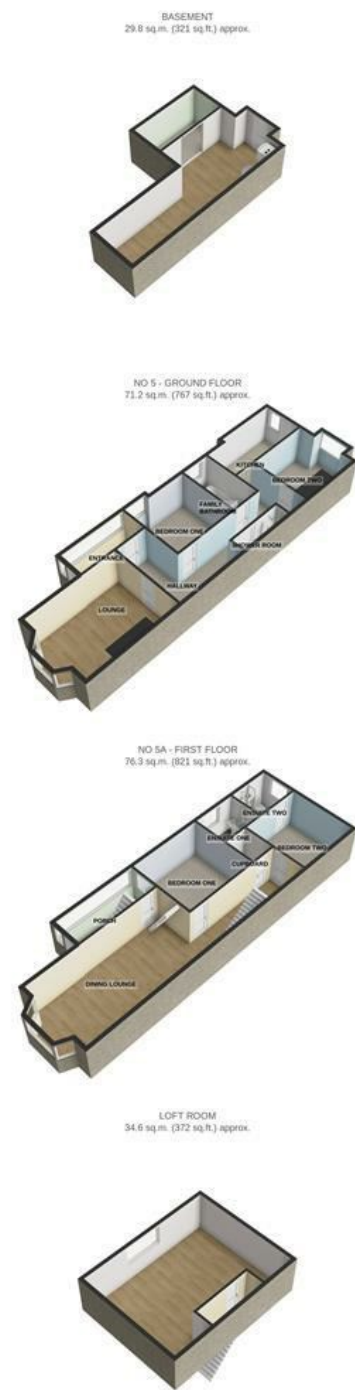 BASEMENT
29.8 sq.m. (321 sq.ft.) approx.
NO 5 - GROUND FLOOR
71.2 sq.m. (767 sq.ft.) approx.
KITCHEN
BEDROOM TWO
FAMILY
BATHROOM
BEDROOM ONE
SHOWER ROOM
ENTRANCE
HALLWAY
LOUNGE
NO 5A - FIRST FLOOR
76.3 sq.m. (821 sq.ft.) approx.
ENSUITE TWO
ENSUITE ONE
BEDROOM TWO
CUPBOARD
BEDROOM ONE
PORCH
DINING LOUNGE
LOFT ROOM
34.6 sq.m. (372 sq.ft.) approx.